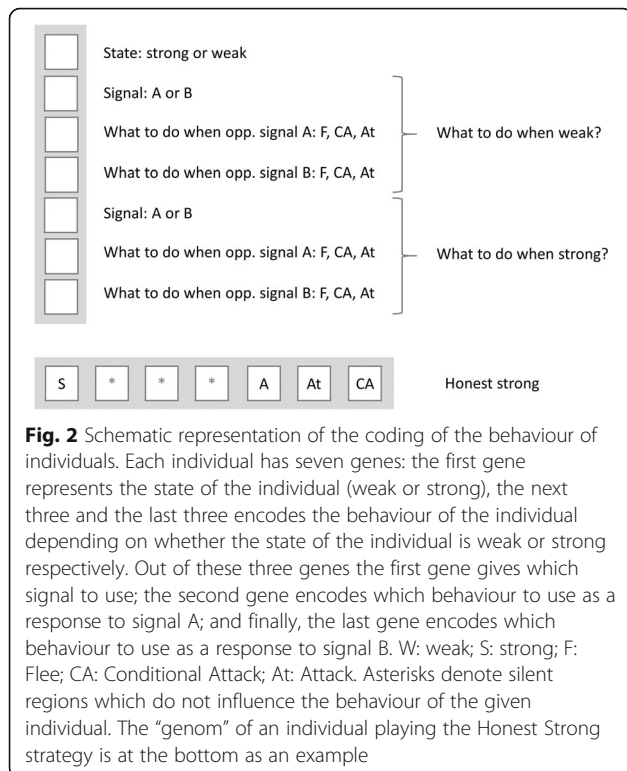 State: strong or weak
Signal: A or B
What to do when opp. signal A: F, CA, At
What to do when weak?
What to do when opp. signal B: F, CA, At
Signal: A or B
What to do when opp. signal A: F, CA, At
What to do when strong?
What to do when opp. signal B: F, CA, At
S * * * A At CA Honest strong
Fig. 2 Schematic representation of the coding of the behaviour of
individuals. Each individual has seven genes: the first gene
represents the state of the individual (weak or strong), the next
three and the last three encodes the behaviour of the individual
depending on whether the state of the individual is weak or strong
respectively. Out of these three genes the first gene gives which
signal to use; the second gene encodes which behaviour to use as a
response to signal A; and finally, the last gene encodes which
behaviour to use as a response to signal B. W: weak; S: strong; F:
Flee; CA: Conditional Attack; At: Attack. Asterisks denote silent
regions which do not influence the behaviour of the given
individual. The “genom” of an individual playing the Honest Strong
strategy is at the bottom as an example